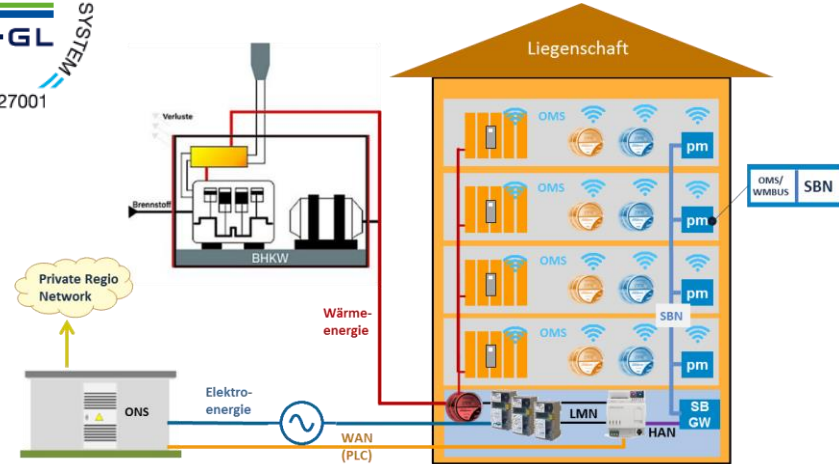 -GL
SYSTEM
27001
Liegenschaft
Verluste
Brennstoff
BHKW
OMS
pm
OMS
pm
OMS/
WMBUS
SBN
OMS
pm
SBN
OMS
pm
Private Regio
Network
Wärme-
energie
ONS
Elektro-
energie
WAN
(PLC)
LMN
HAN
SB
GW